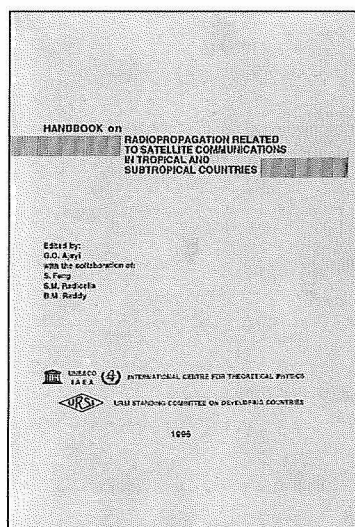 HANDBOOK on
RADIOPROPAGATION RELATED
TO SATELLITE COMMUNICATIONS
IN TROPICAL AND
SUBTROPICAL COUNTRIES
Edited by:
G.O. Ajayi
with the collaboration of:
S. Feng
S.M. Radicella
B.M. Reddy
UNESCO
IAEA
INTERNATIONAL CENTRE FOR THEORETICAL PHYSICS
URSI
URSI STANDING COMMITTEE ON DEVELOPING COUNTRIES